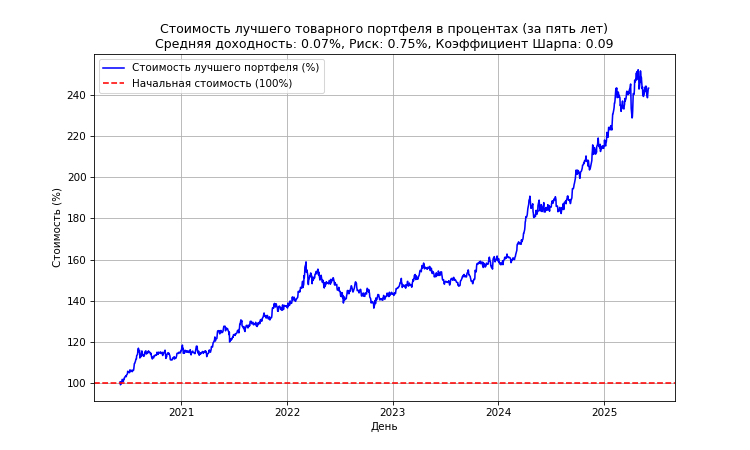 Стоимость лучшего товарного портфеля в процентах (за пять лет)
Средняя доходность: 0.07%, Риск: 0.75%, Коэффициент Шарпа: 0.09
Стоимость лучшего портфеля (%)
Начальная стоимость (100%)
Стоимость (%)
240
220
200
180
160
140
120
100
2021
2022
2023
2024
2025
День